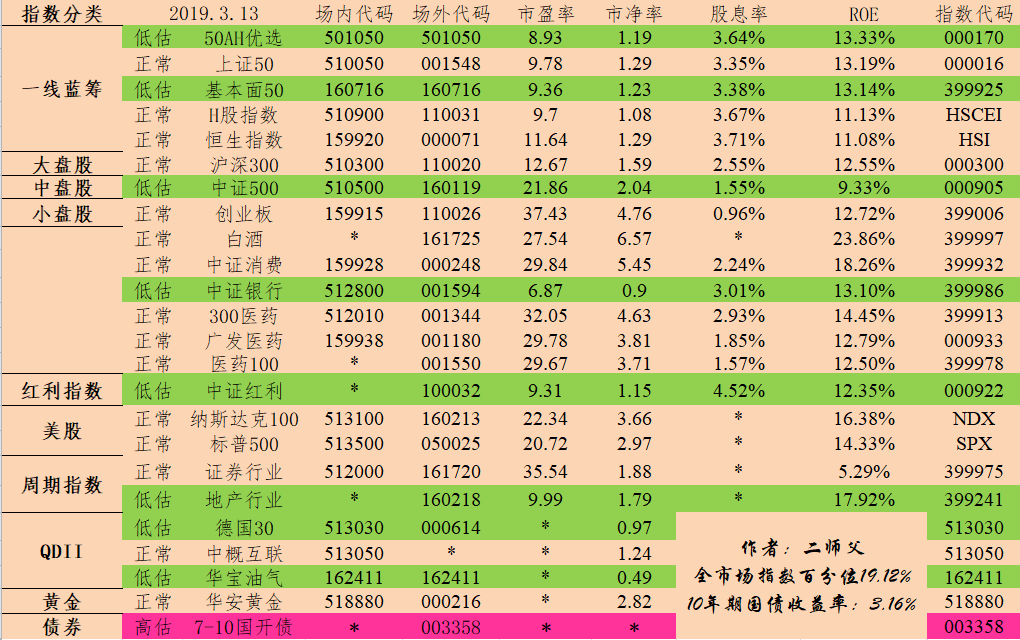 指数分类 2019.3.13 场内代码 场外代码 市盈率 市净率 股息率 ROE 指数代码
低估 50AH优选 501050 501050 8.93 1.19 3.64% 13.33% 000170
正常 上证50 510050 001548 9.78 1.29 3.35% 13.19% 000016
一线蓝筹 低估 基本面50 160716 160716 9.36 1.23 3.38% 13.14% 399925
正常 H股指数 510900 110031 9.7 1.08 3.67% 11.13% HSCEI
正常 恒生指数 159920 000071 11.64 1.29 3.71% 11.08% HSI
大盘股 正常 沪深300 510300 110020 12.67 1.59 2.55% 12.55% 000300
中盘股 低估 中证500 510500 160119 21.86 2.04 1.55% 9.33% 000905
小盘股 正常 创业板 159915 110026 37.43 4.76 0.96% 12.72% 399006
正常 白酒 * 161725 27.54 6.57 * 23.86% 399997
正常 中证消费 159928 000248 29.84 5.45 2.24% 18.26% 399932
低估 中证银行 512800 001594 6.87 0.9 3.01% 13.10% 399986
正常 300医药 512010 001344 32.05 4.63 2.93% 14.45% 399913
正常 广发医药 159938 001180 29.78 3.81 1.85% 12.79% 000933
正常 医药100 * 001550 29.67 3.71 1.57% 12.50% 399978
红利指数 低估 中证红利 * 100032 9.31 1.15 4.52% 12.35% 000922
美股 正常 纳斯达克100 513100 160213 22.34 3.66 * 16.38% NDX
正常 标普500 513500 050025 20.72 2.97 * 14.33% SPX
周期指数 正常 证券行业 512000 161720 35.54 1.88 * 5.29% 399975
低估 地产行业 * 160218 9.99 1.79 * 17.92% 399241
QDII 低估 德国30 513030 000614 * 0.97 513030
正常 中概互联 513050 * * 1.24 513050
低估 华宝油气 162411 162411 * 0.49 162411
黄金 正常 华安黄金 518880 000216 * 2.82 518880
债券 高估 7-10国开债 * 003358 * * 003358
作者：二师父
全市场指数百分位19.12%
10年期国债收益率：3.16%